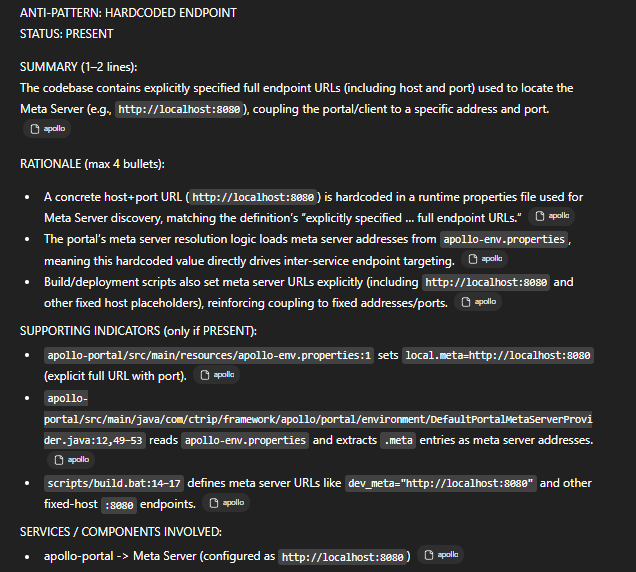 ANTI-PATTERN: HARDCODED ENDPOINT
STATUS: PRESENT
SUMMARY (1–2 lines):
The codebase contains explicitly specified full endpoint URLs (including host and port) used to locate the
Meta Server (e.g., http://localhost:8080), coupling the portal/client to a specific address and port.
apollo
RATIONALE (max 4 bullets):
• A concrete host+port URL (http://localhost:8080) is hardcoded in a runtime properties file used for
Meta Server discovery, matching the definition's “explicitly specified … full endpoint URLs.” apollo
• The portal's meta server resolution logic loads meta server addresses from apollo-env.properties,
meaning this hardcoded value directly drives inter-service endpoint targeting. apollo
• Build/deployment scripts also set meta server URLs explicitly (including http://localhost:8080 and
other fixed host placeholders), reinforcing coupling to fixed addresses/ports. apollo
SUPPORTING INDICATORS (only if PRESENT):
• apollo-portal/src/main/resources/apollo-env.properties:1 sets local.meta=http://localhost:8080
(explicit full URL with port). apollo
• apollo-
portal/src/main/java/com/ctrip/framework/apollo/portal/environment/DefaultPortalMetaServerProvi
der.java:12,49–53 reads apollo-env.properties and extracts .meta entries as meta server addresses.
apollo
• scripts/build.bat:14–17 defines meta server URLs like dev_meta="http://localhost:8080" and other
fixed-host :8080 endpoints. apollo
SERVICES / COMPONENTS INVOLVED:
• apollo-portal -> Meta Server (configured as http://localhost:8080) apollo